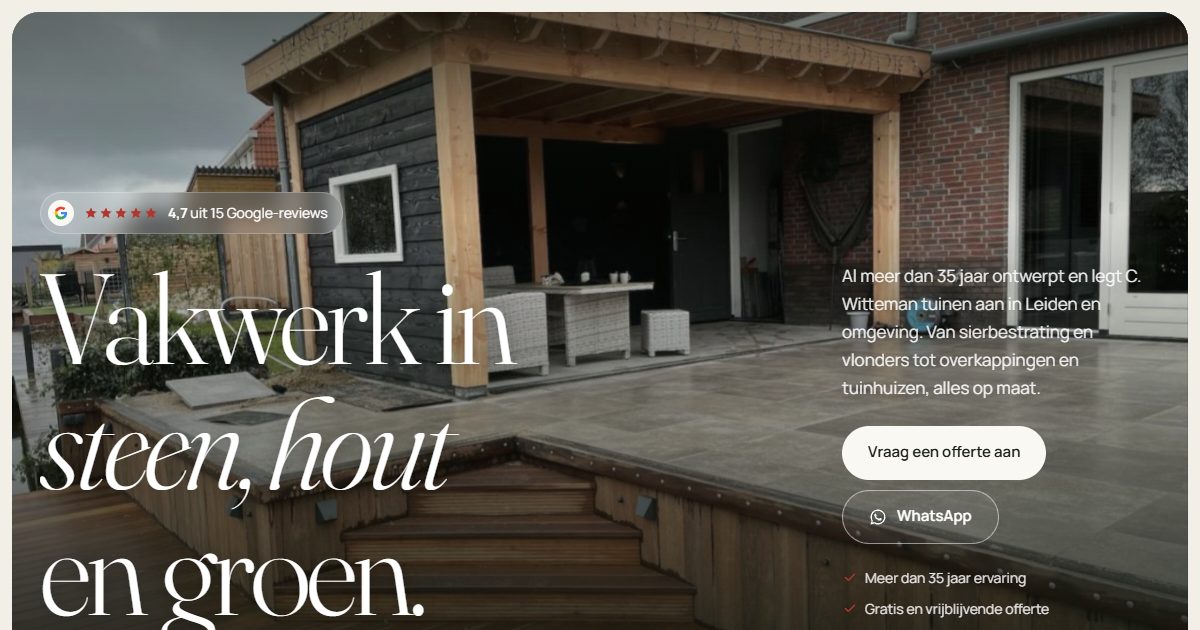 4,7 uit 15 Google-reviews
Vakwerk in
steen, hout
en groen.
Al meer dan 35 jaar ontwerpt en legt C.
Witteman tuinen aan in Leiden en
omgeving. Van sierbestrating en
vlonders tot overkappingen en
tuinhuizen, alles op maat.
Vraag een offerte aan
WhatsApp
Meer dan 35 jaar ervaring
Gratis en vrijblijvende offerte